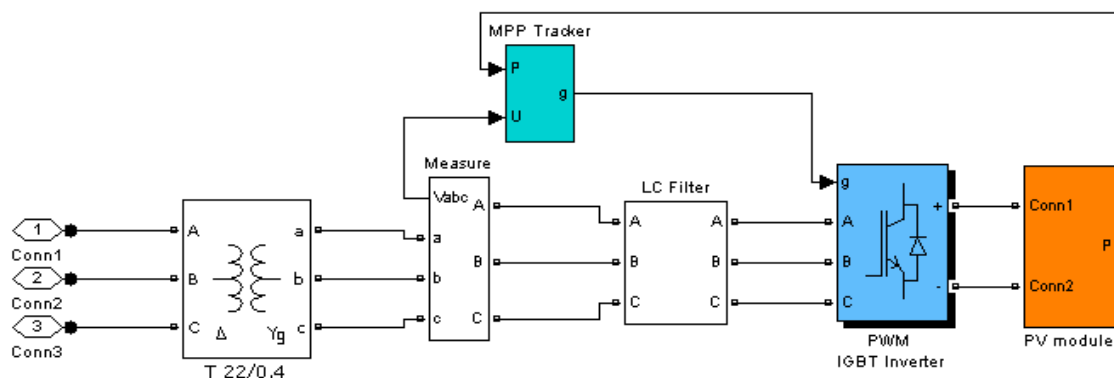 MPP Tracker
P
g
U
Measure
Vabc
A
a
B
b
c
C
LC Filter
A
A
B
B
C
C
g
A
B
C
+
-
PWM
IGBT Inverter
Conn1
P
Conn2
PV module
1
Conn1
2
Conn2
3
Conn3
A
a
B
b
C
c
Δ
Yg
T 22/0,4